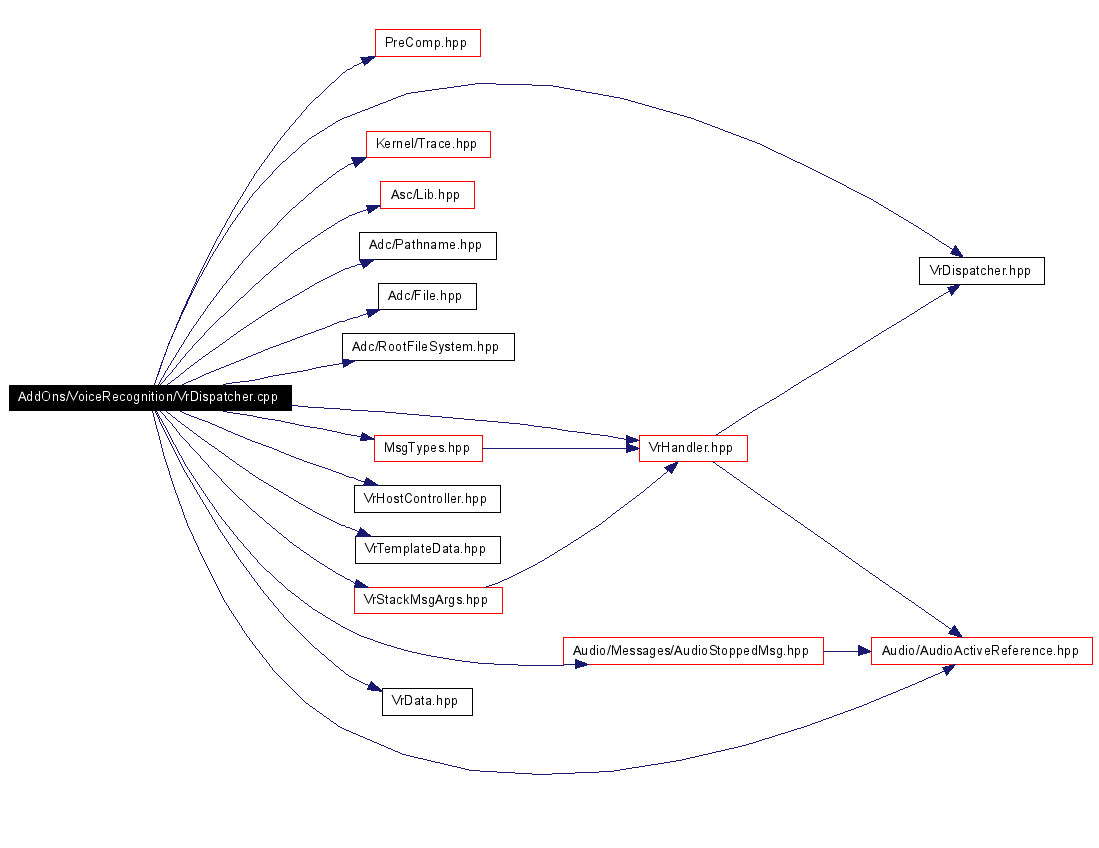 PreComp.hpp
Kernel/Trace.hpp
Asc/Lib.hpp
Adc/Pathname.hpp
VrDispatcher.hpp
Adc/File.hpp
Adc/RootFileSystem.hpp
AddOns/VoiceRecognition/VrDispatcher.cpp
MsgTypes.hpp
VrHandler.hpp
VrHostController.hpp
VrTemplateData.hpp
VrStackMsgArgs.hpp
Audio/Messages/AudioStoppedMsg.hpp
Audio/AudioActiveReference.hpp
VrData.hpp